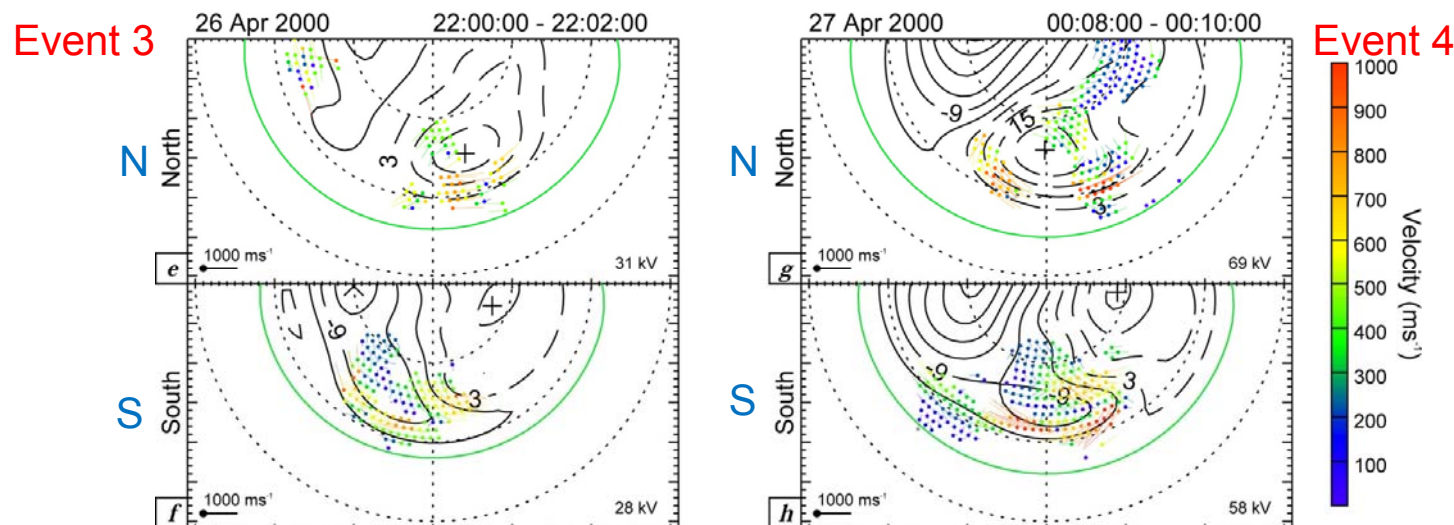 Event 3
26 Apr 2000 22:00:00 - 22:02:00
27 Apr 2000 00:08:00 - 00:10:00
Event 4
N
North
3
e
1000 ms-1
31 kV
N
North
-9
15
3
g
1000 ms-1
69 kV
S
South
-9
3
f
1000 ms-1
28 kV
S
South
-9
-9
3
h
1000 ms-1
58 kV
1000
900
800
700
600
500
400
300
200
100
Velocity (ms-1)